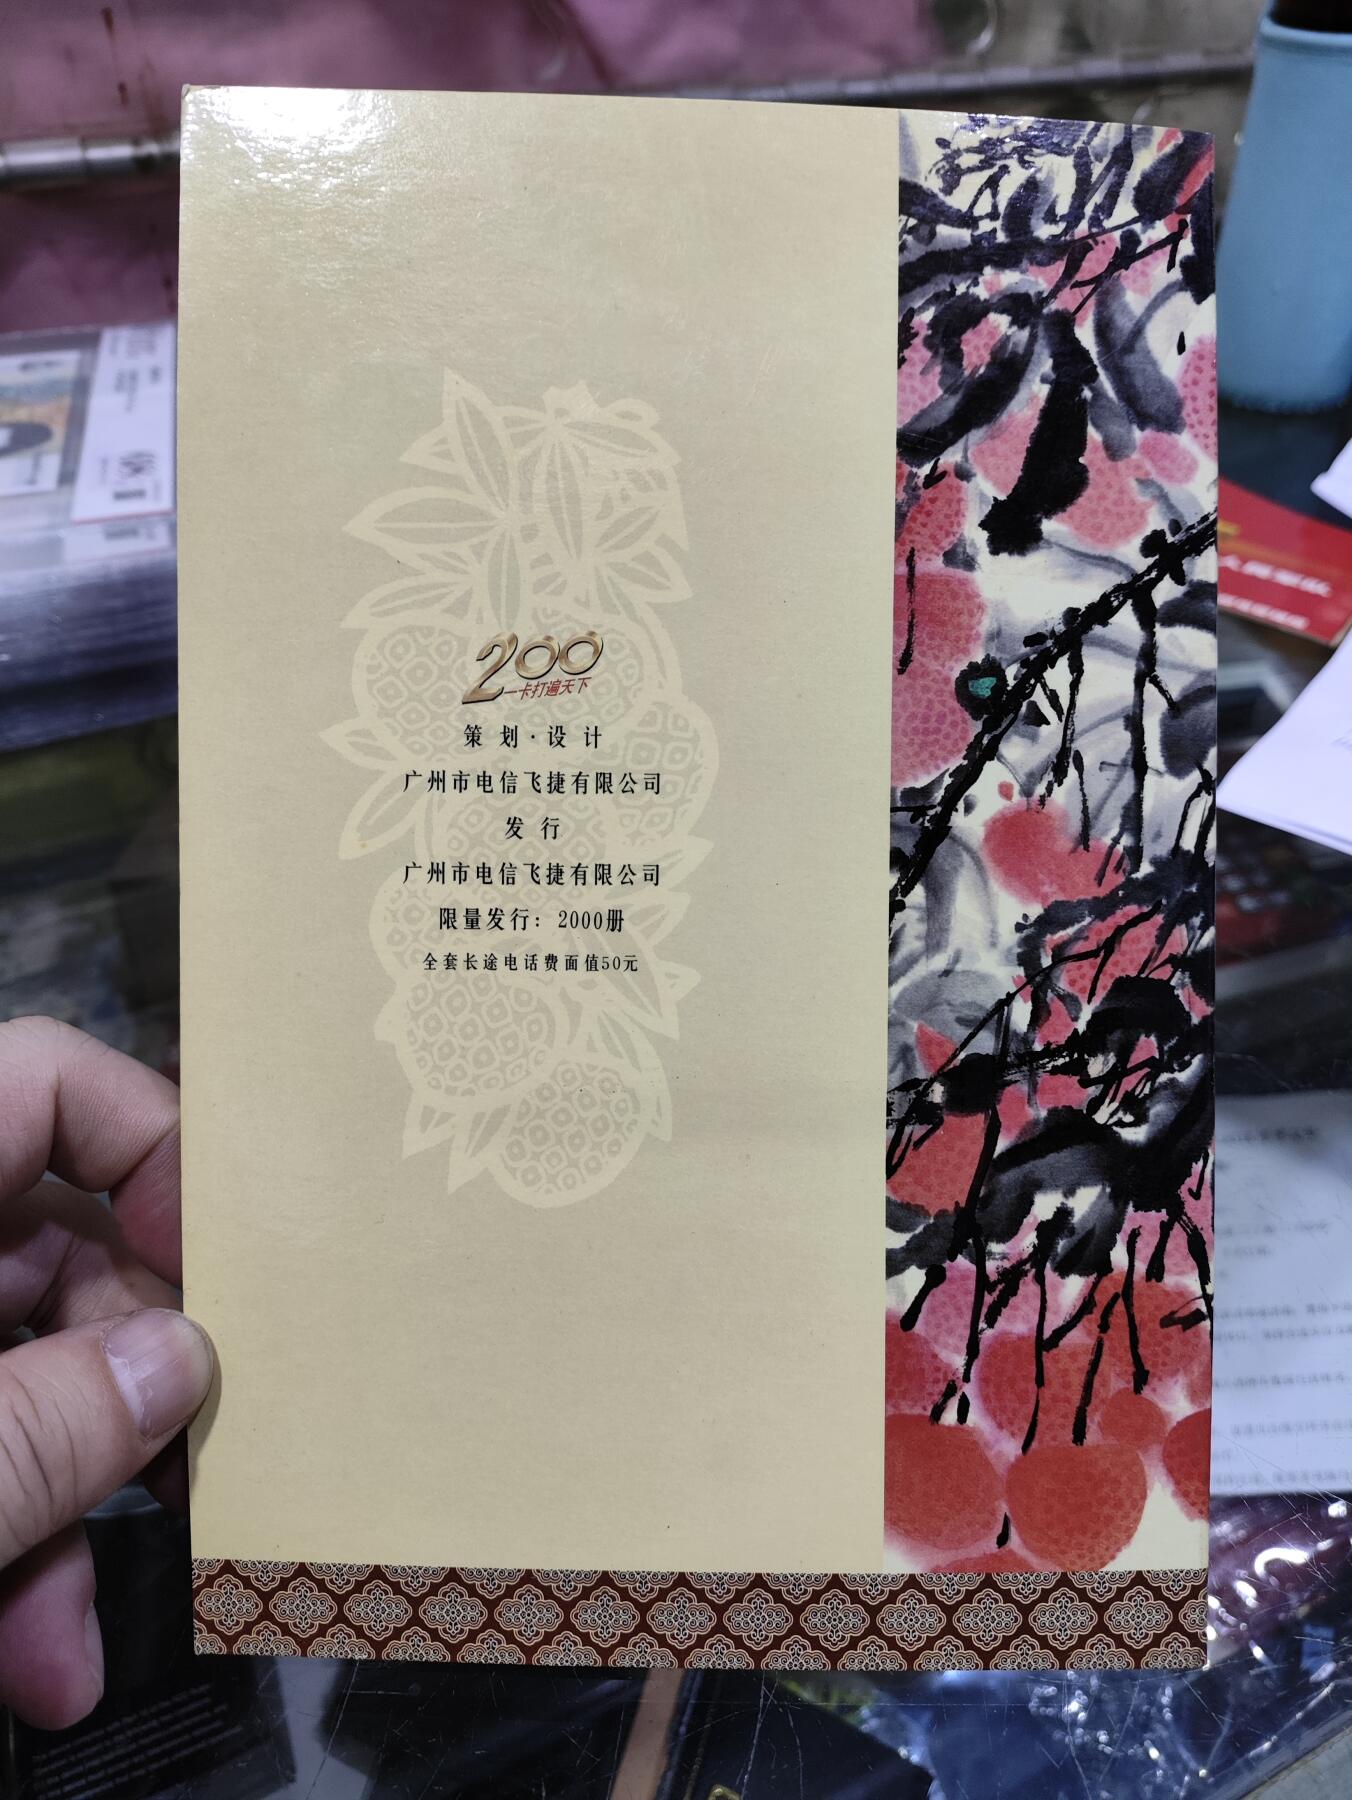 200
一卡打遍天下
策 划·设 计
广州市电信飞捷有限公司
发 行
广州市电信飞捷有限公司
限量发行：2000册
全套长途电话费面值50元